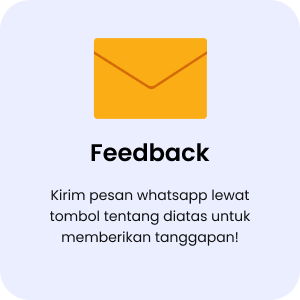 Feedback
Kirim pesan whatsapp lewat
tombol tentang diatas untuk
memberikan tanggapan!